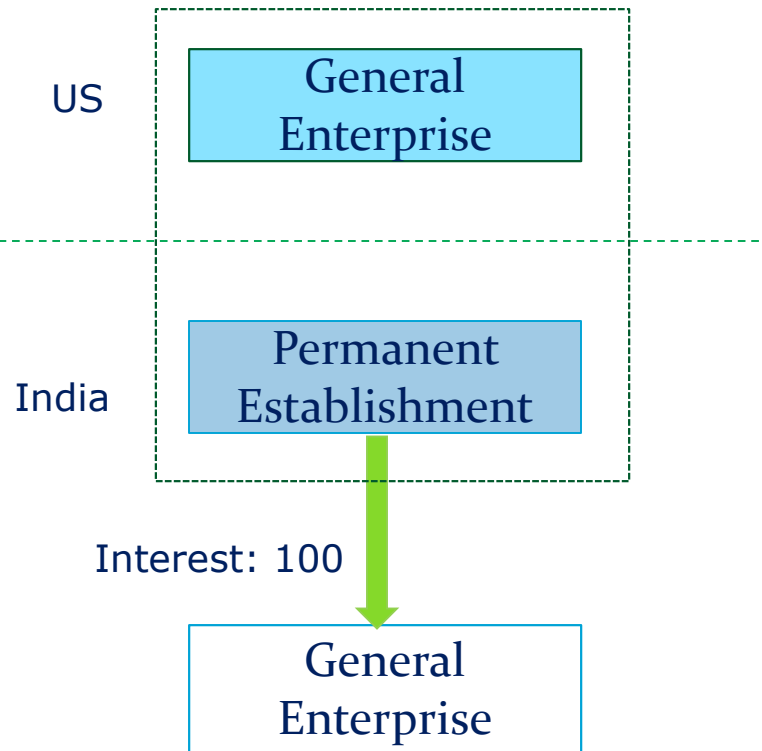 US
General
Enterprise
Permanent
Establishment
India
Interest: 100
General
Enterprise